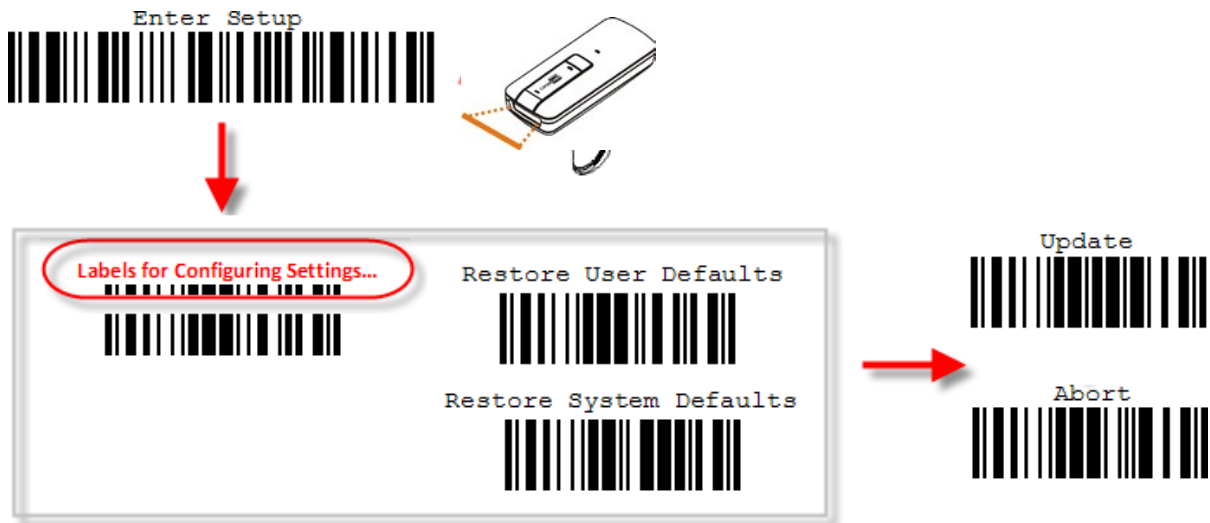 Enter Setup
Labels for Configuring Settings...
Restore User Defaults
Restore System Defaults
Update
Abort